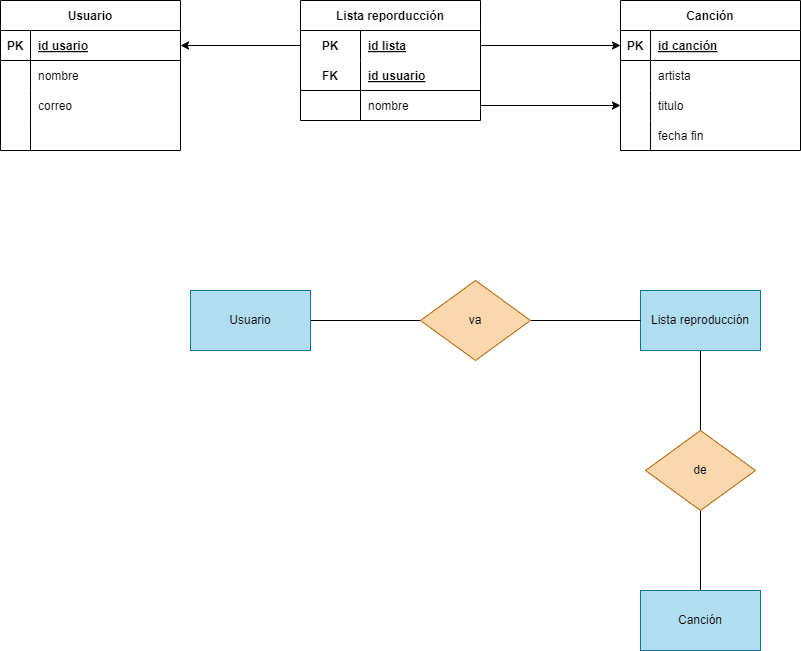 Usuario
PK id usario
nombre
correo
Lista reporducción
PK id lista
FK id usuario
nombre
Canción
PK id canción
artista
titulo
fecha fin
Usuario
va
Lista reproducción
de
Canción